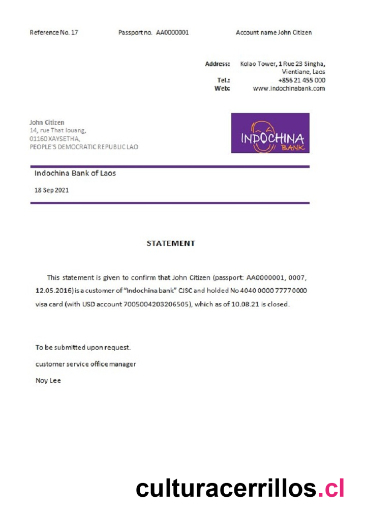 Reference No. 17 Passport no. AA0000001 Account name John Citizen
Address: Kolao Tower, 1 Rue 23 Singha,
Vientiane, Laos
Tel.: +856 21 455 000
Web: www.indochinabank.com
John Citizen
14, rue That Jouang,
01160 XAYSETHA,
PEOPLE'S DEMOCRATIC REPUBLIC LAO
INDOCHINA
BANK
Indochina Bank of Laos
18 Sep 2021
STATEMENT
This statement is given to confirm that John Citizen (passport: AA0000001, 0007,
12.05.2016) is a customer of "Indochina bank" CJSC and holded No 4040 0000 7777 0000
visa card (with USD account 7005004203206505), which as of 10.08.21 is closed.
To be submitted upon request.
customer service office manager
Noy Lee
culturacerrillos.cl